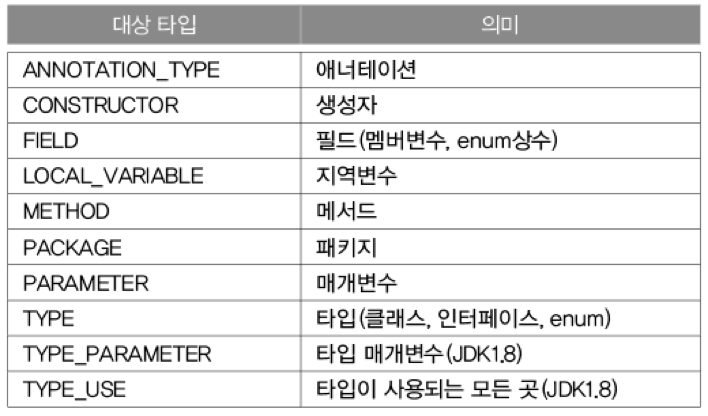 대상 타입 의미
ANNOTATION_TYPE 애너테이션
CONSTRUCTOR 생성자
FIELD 필드(멤버변수, enum상수)
LOCAL_VARIABLE 지역변수
METHOD 메서드
PACKAGE 패키지
PARAMETER 매개변수
TYPE 타입(클래스, 인터페이스, enum)
TYPE_PARAMETER 타입 매개변수(JDK1.8)
TYPE_USE 타입이 사용되는 모든 곳(JDK1.8)